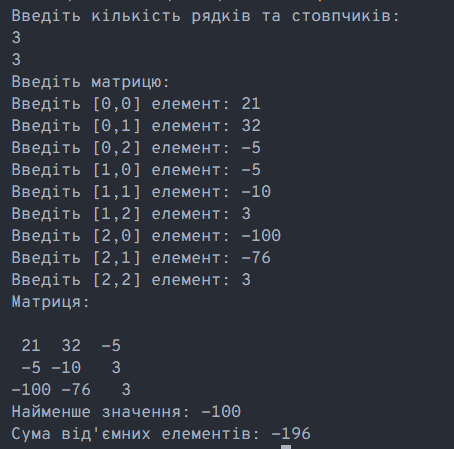 Введіть кількість рядків та стовпчиків:
3
3
Введіть матрицю:
Введіть [0,0] елемент: 21
Введіть [0,1] елемент: 32
Введіть [0,2] елемент: -5
Введіть [1,0] елемент: -5
Введіть [1,1] елемент: -10
Введіть [1,2] елемент: 3
Введіть [2,0] елемент: -100
Введіть [2,1] елемент: -76
Введіть [2,2] елемент: 3
Матриця:
21 32 -5
-5 -10 3
-100 -76 3
Найменше значення: -100
Сума від'ємних елементів: -196